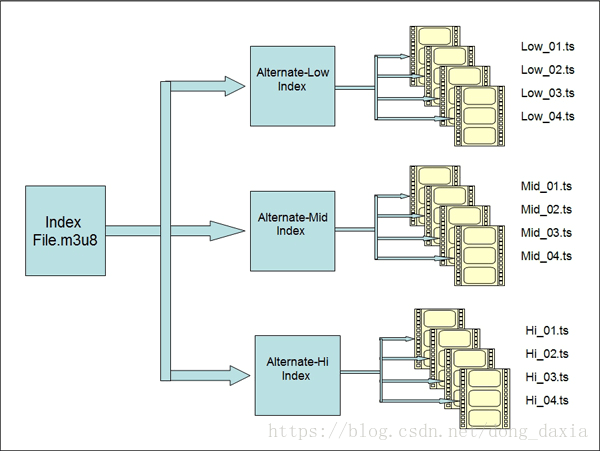 Index
File.m3u8
Alternate-Low
Index
Low_01.ts
Low_02.ts
Low_03.ts
Low_04.ts
Alternate-Mid
Index
Mid_01.ts
Mid_02.ts
Mid_03.ts
Mid_04.ts
Alternate-Hi
Index
Hi_01.ts
Hi_02.ts
Hi_03.ts
Hi_04.ts
https://blog.csdn.net/dong_daxia